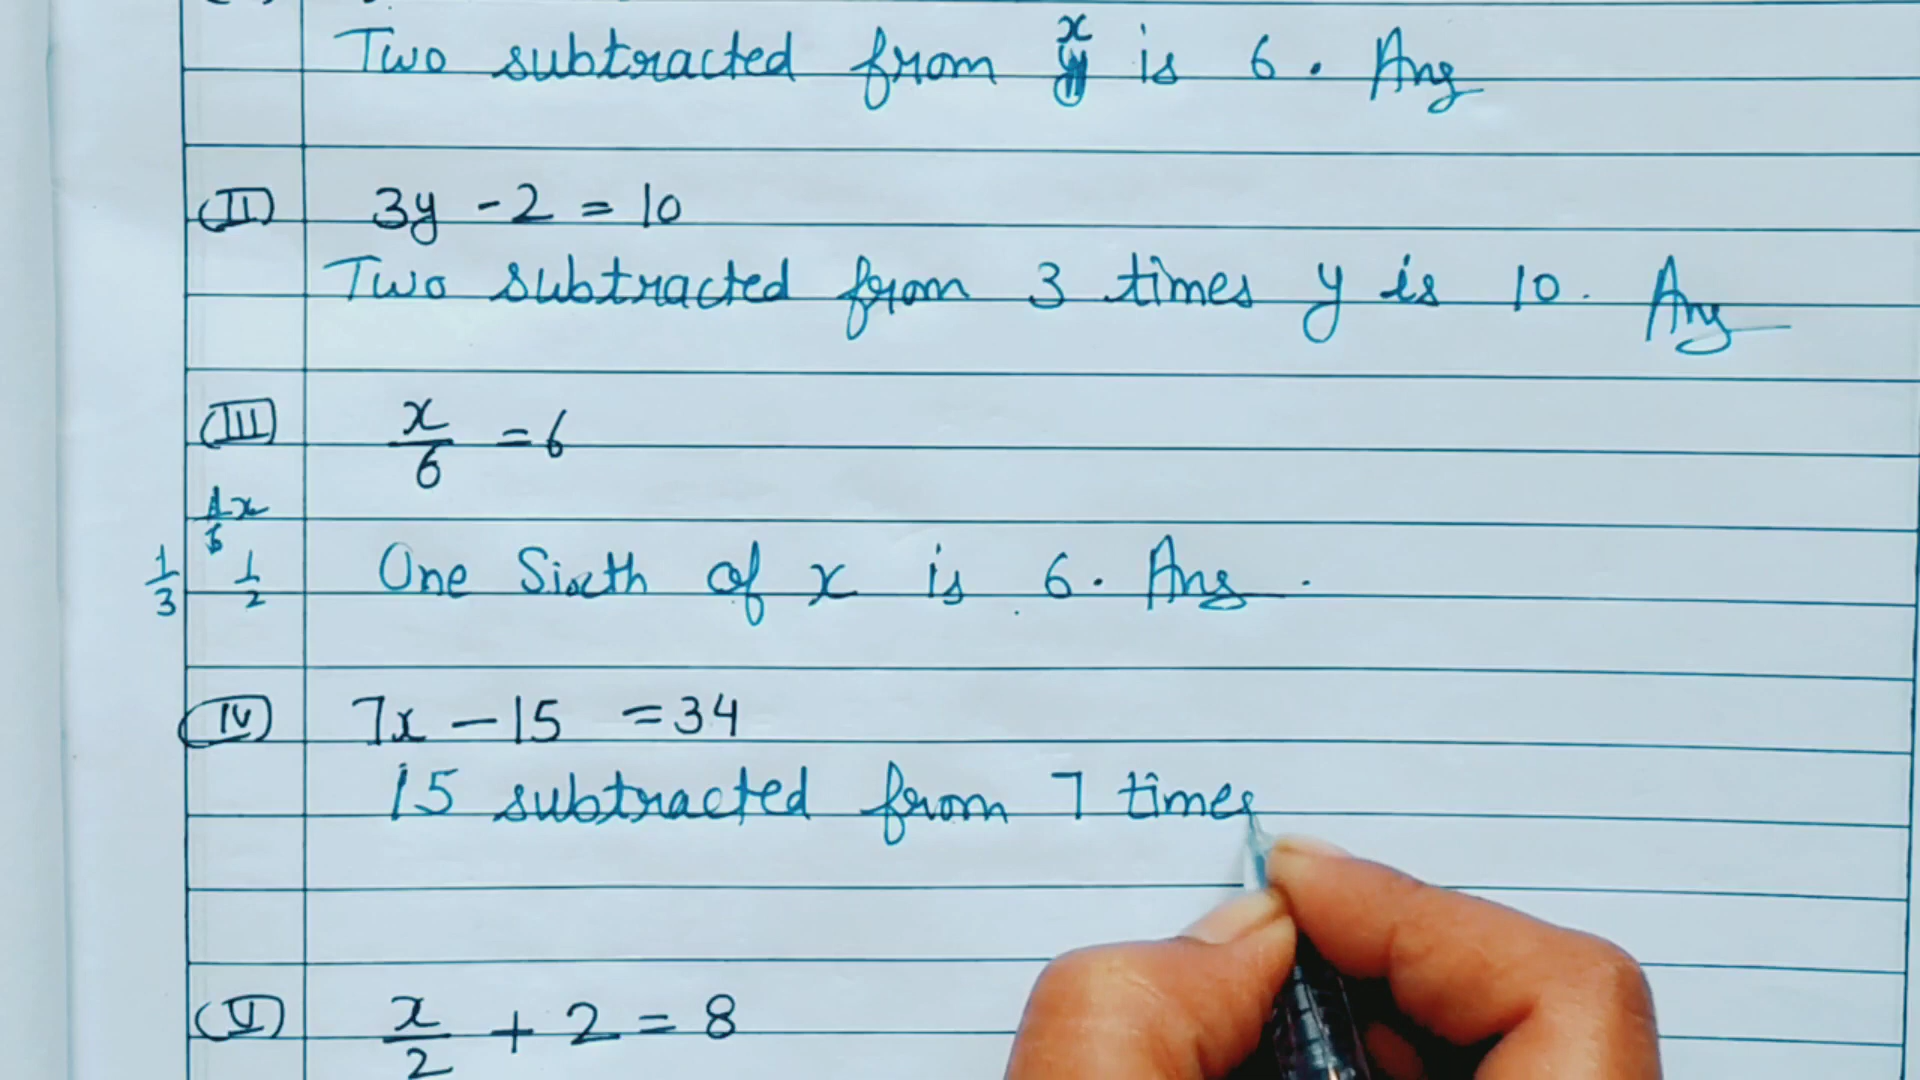 Two subtracted from x is 6. Ans
(II) 3y - 2 = 10
Two subtracted from 3 times y is 10. Ans
(III) x/6 = 6
1/6 x
1/3 1/2 One Sixth of x is 6. Ans.
(IV) 7x - 15 = 34
15 subtracted from 7 times
(V) x/2 + 2 = 8